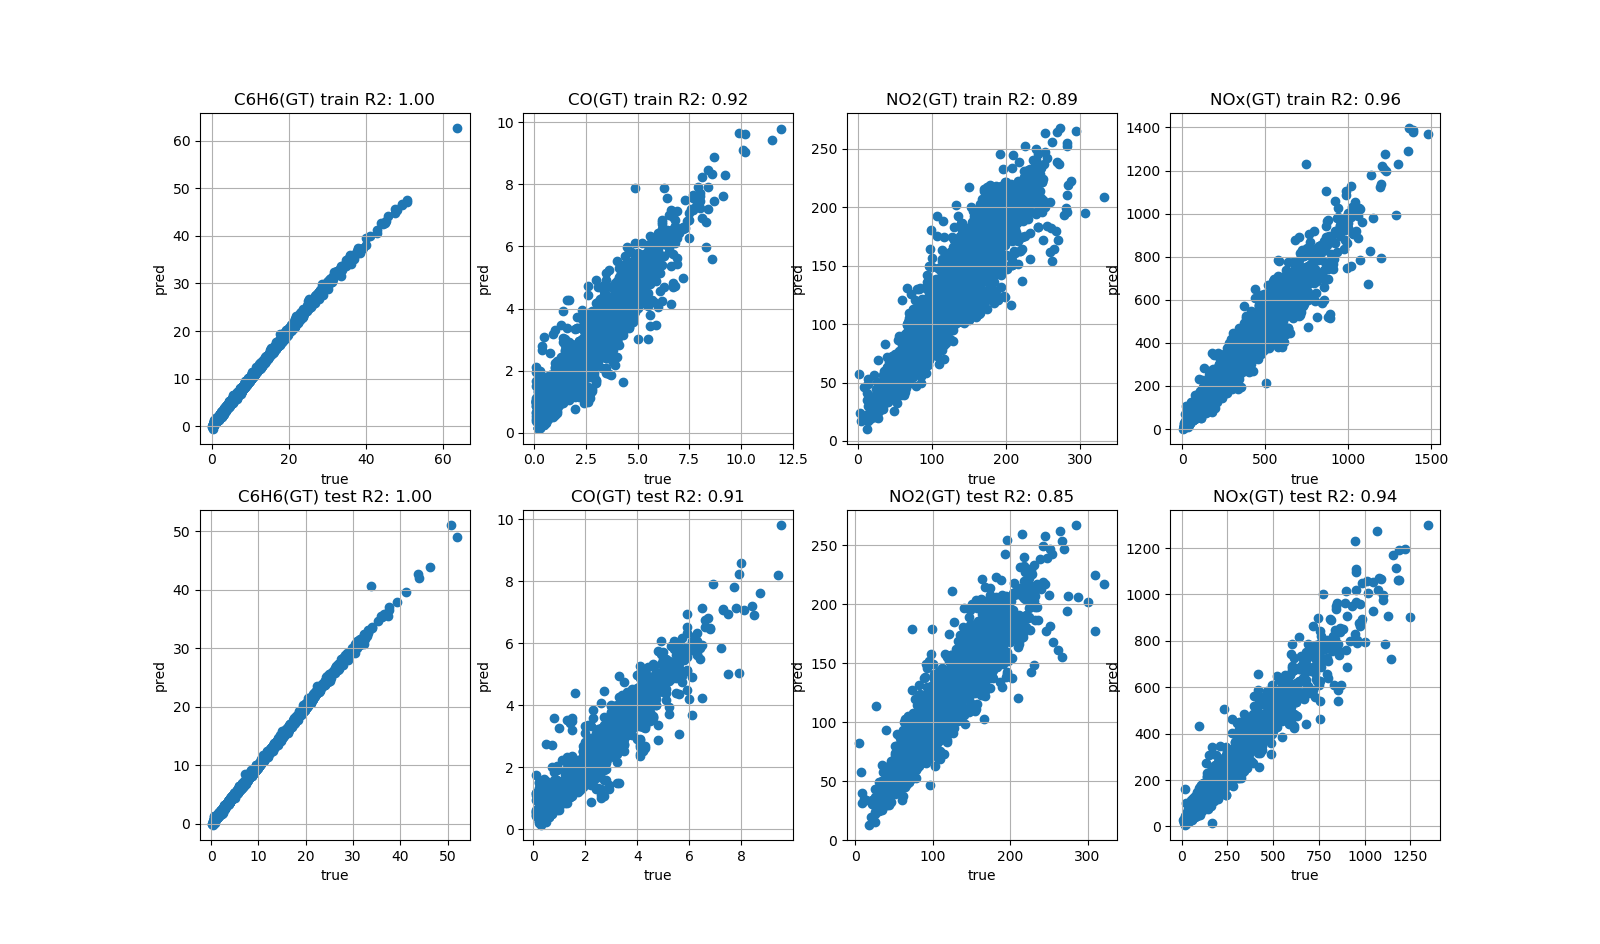 C6H6(GT) train R2: 1.00
60
50
40
30
20
10
0
pred
0 20 40 60
true
CO(GT) train R2: 0.92
10
8
6
4
2
0
pred
0.0 2.5 5.0 7.5 10.0 12.5
true
NO2(GT) train R2: 0.89
250
200
150
100
50
0
pred
0 100 200 300
true
NOx(GT) train R2: 0.96
1400
1200
1000
800
600
400
200
0
pred
0 500 1000 1500
true
C6H6(GT) test R2: 1.00
50
40
30
20
10
0
pred
0 10 20 30 40 50
true
CO(GT) test R2: 0.91
10
8
6
4
2
0
pred
0 2 4 6 8
true
NO2(GT) test R2: 0.85
250
200
150
100
50
0
pred
0 100 200 300
true
NOx(GT) test R2: 0.94
1200
1000
800
600
400
200
0
pred
0 250 500 750 1000 1250
true